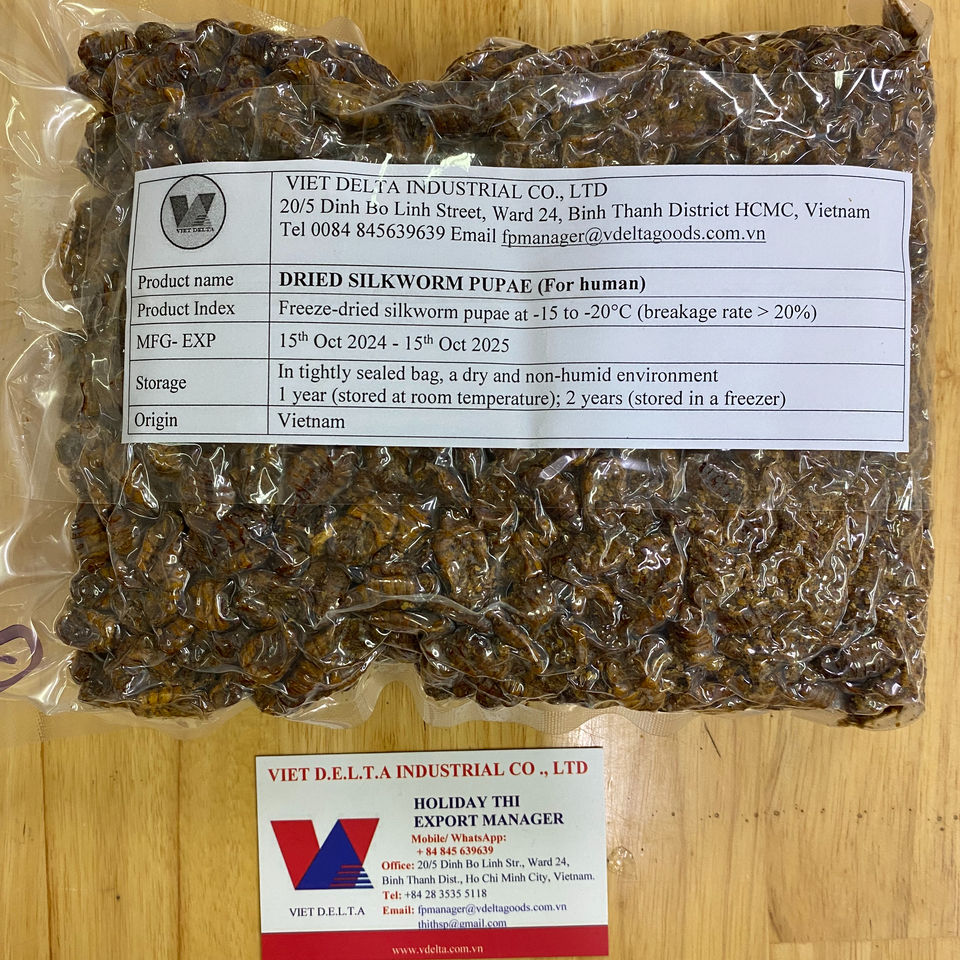 VIET DELTA
VIET DELTA INDUSTRIAL CO., LTD
20/5 Dinh Bo Linh Street, Ward 24, Binh Thanh District HCMC, Vietnam
Tel 0084 845639639 Email fpmanager@vdeltagoods.com.vn
Product name DRIED SILKWORM PUPAE (For human)
Product Index Freeze-dried silkworm pupae at -15 to -20°C (breakage rate > 20%)
MFG- EXP 15th Oct 2024 - 15th Oct 2025
Storage In tightly sealed bag, a dry and non-humid environment
1 year (stored at room temperature); 2 years (stored in a freezer)
Origin Vietnam
VIET D.E.L.T.A INDUSTRIAL CO ., LTD
HOLIDAY THI
EXPORT MANAGER
Mobile/ WhatsApp:
+ 84 845 639639
Office: 20/5 Dinh Bo Linh Str., Ward 24,
Binh Thanh Dist., Ho Chi Minh City, Vietnam.
Tel: +84 28 3535 5118
VIET D.E.L.T.A
Email: fpmanager@vdeltagoods.com.vn
thithsp@gmail.com
www.vdelta.com.vn